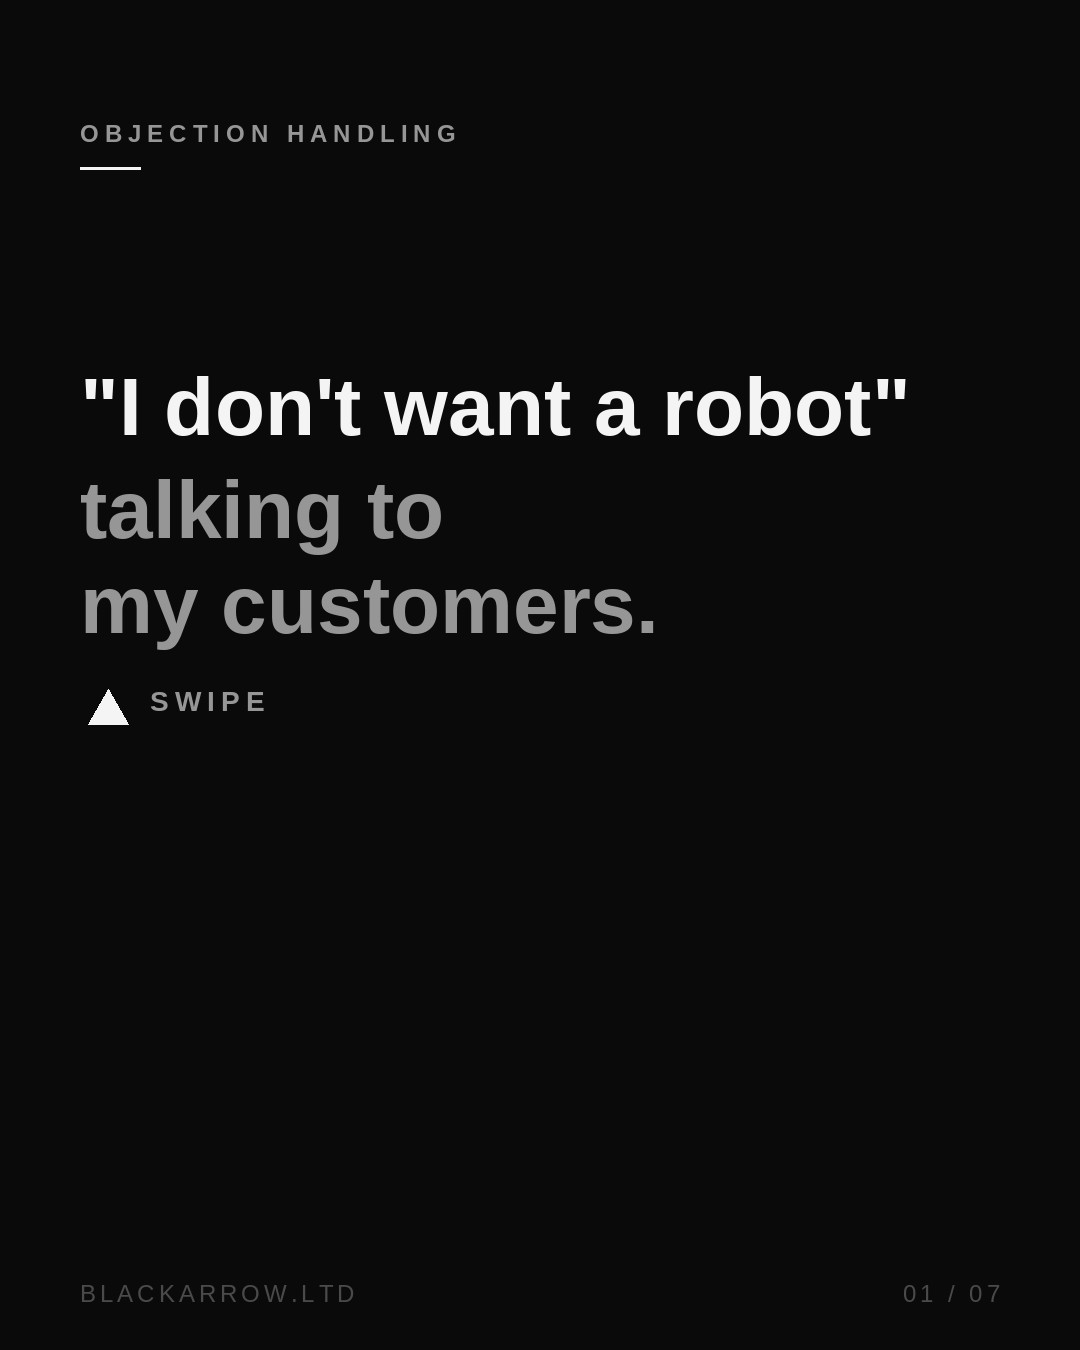 OBJECTION HANDLING
"I don't want a robot"
talking to
my customers.
SWIPE
BLACKARROW.LTD
01 / 07